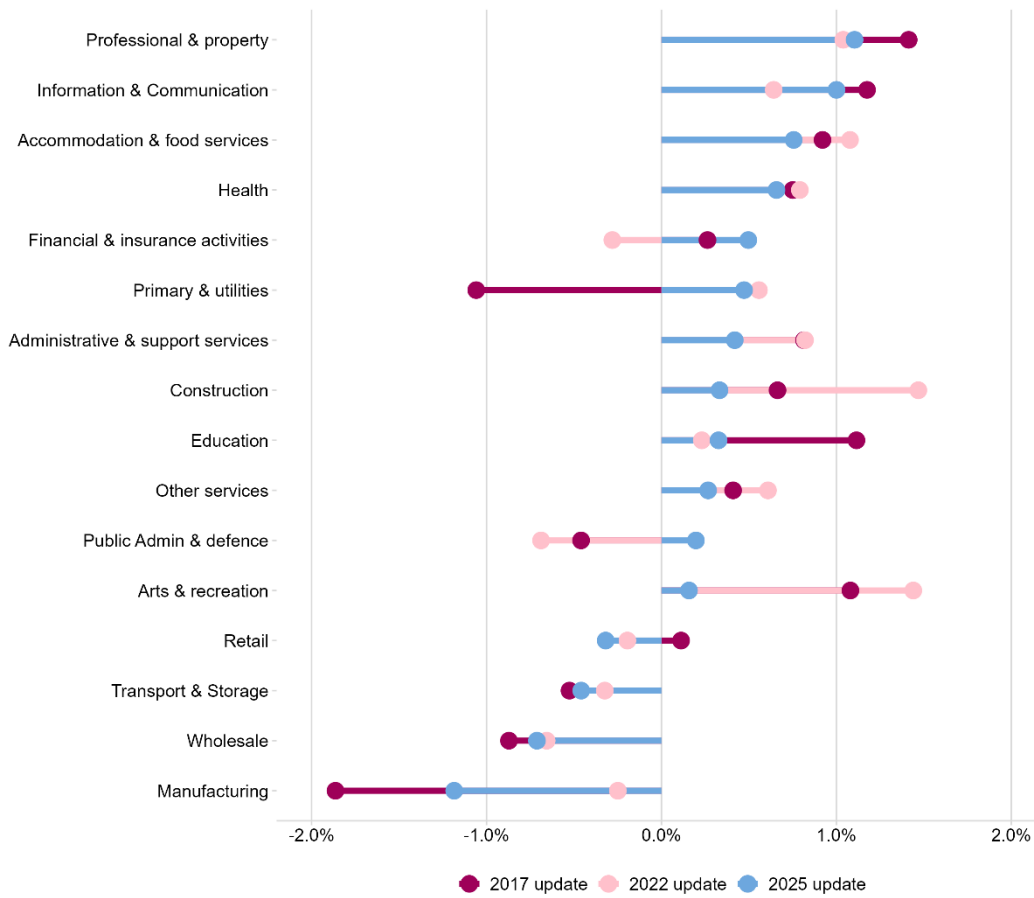 Professional & property
Information & Communication
Accommodation & food services
Health
Financial & insurance activities
Primary & utilities
Administrative & support services
Construction
Education
Other services
Public Admin & defence
Arts & recreation
Retail
Transport & Storage
Wholesale
Manufacturing
-2.0% -1.0% 0.0% 1.0% 2.0%
2017 update 2022 update 2025 update